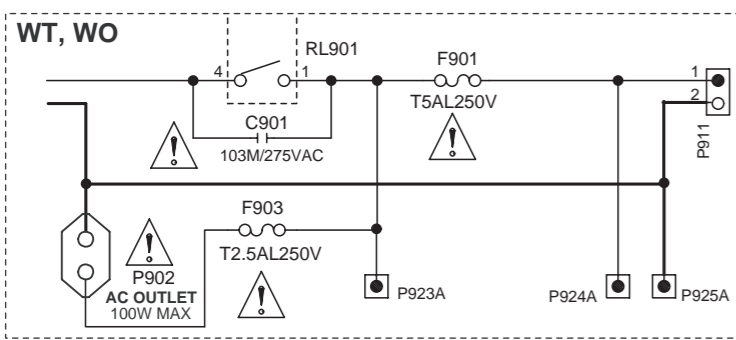 WT, WO
RL901
4
1
F901
T5AL250V
1
2
P911
C901
103M/275VAC
F903
T2.5AL250V
P902
AC OUTLET
100W MAX
P923A
P924A
P925A